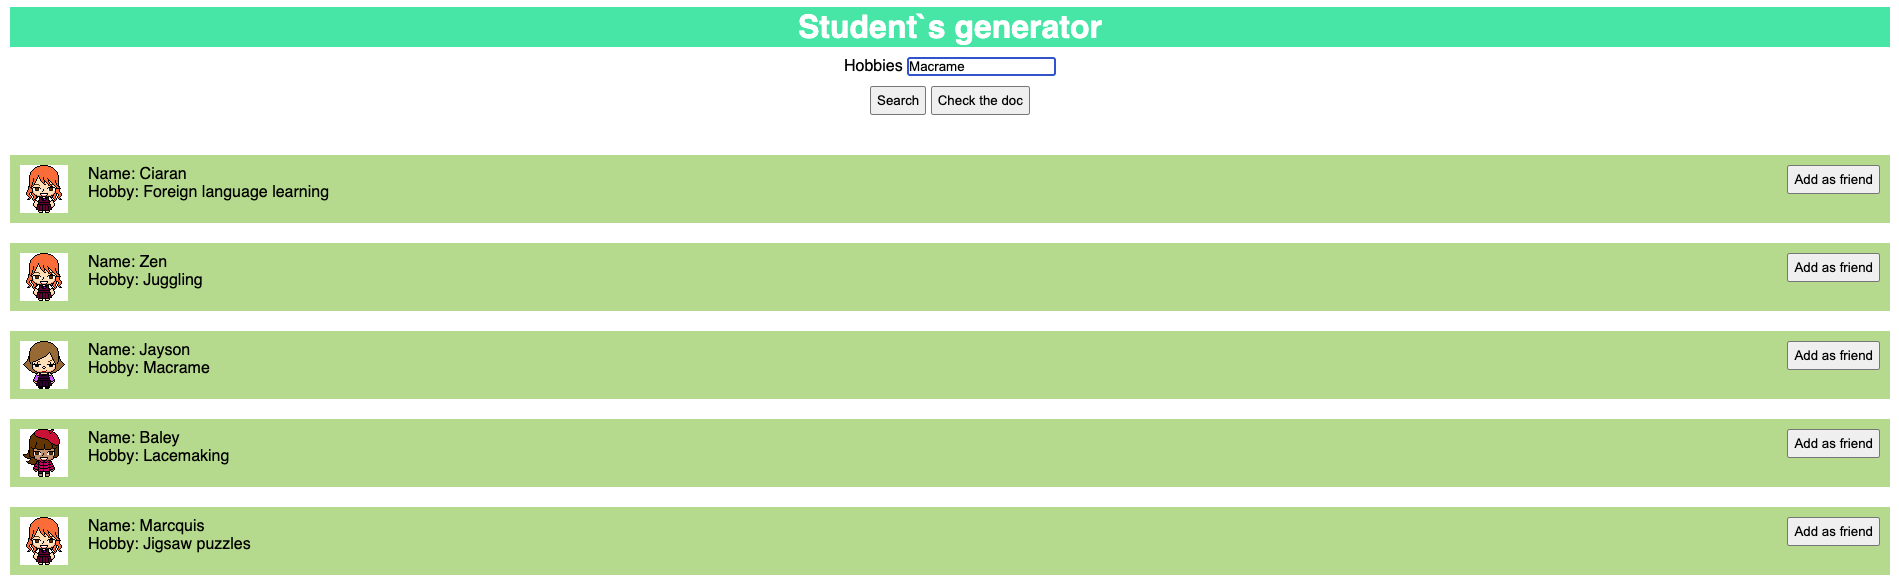 Student`s generator
Hobbies Macrame
Search Check the doc
Name: Ciaran
Hobby: Foreign language learning
Add as friend
Name: Zen
Hobby: Juggling
Add as friend
Name: Jayson
Hobby: Macrame
Add as friend
Name: Baley
Hobby: Lacemaking
Add as friend
Name: Marcquis
Hobby: Jigsaw puzzles
Add as friend